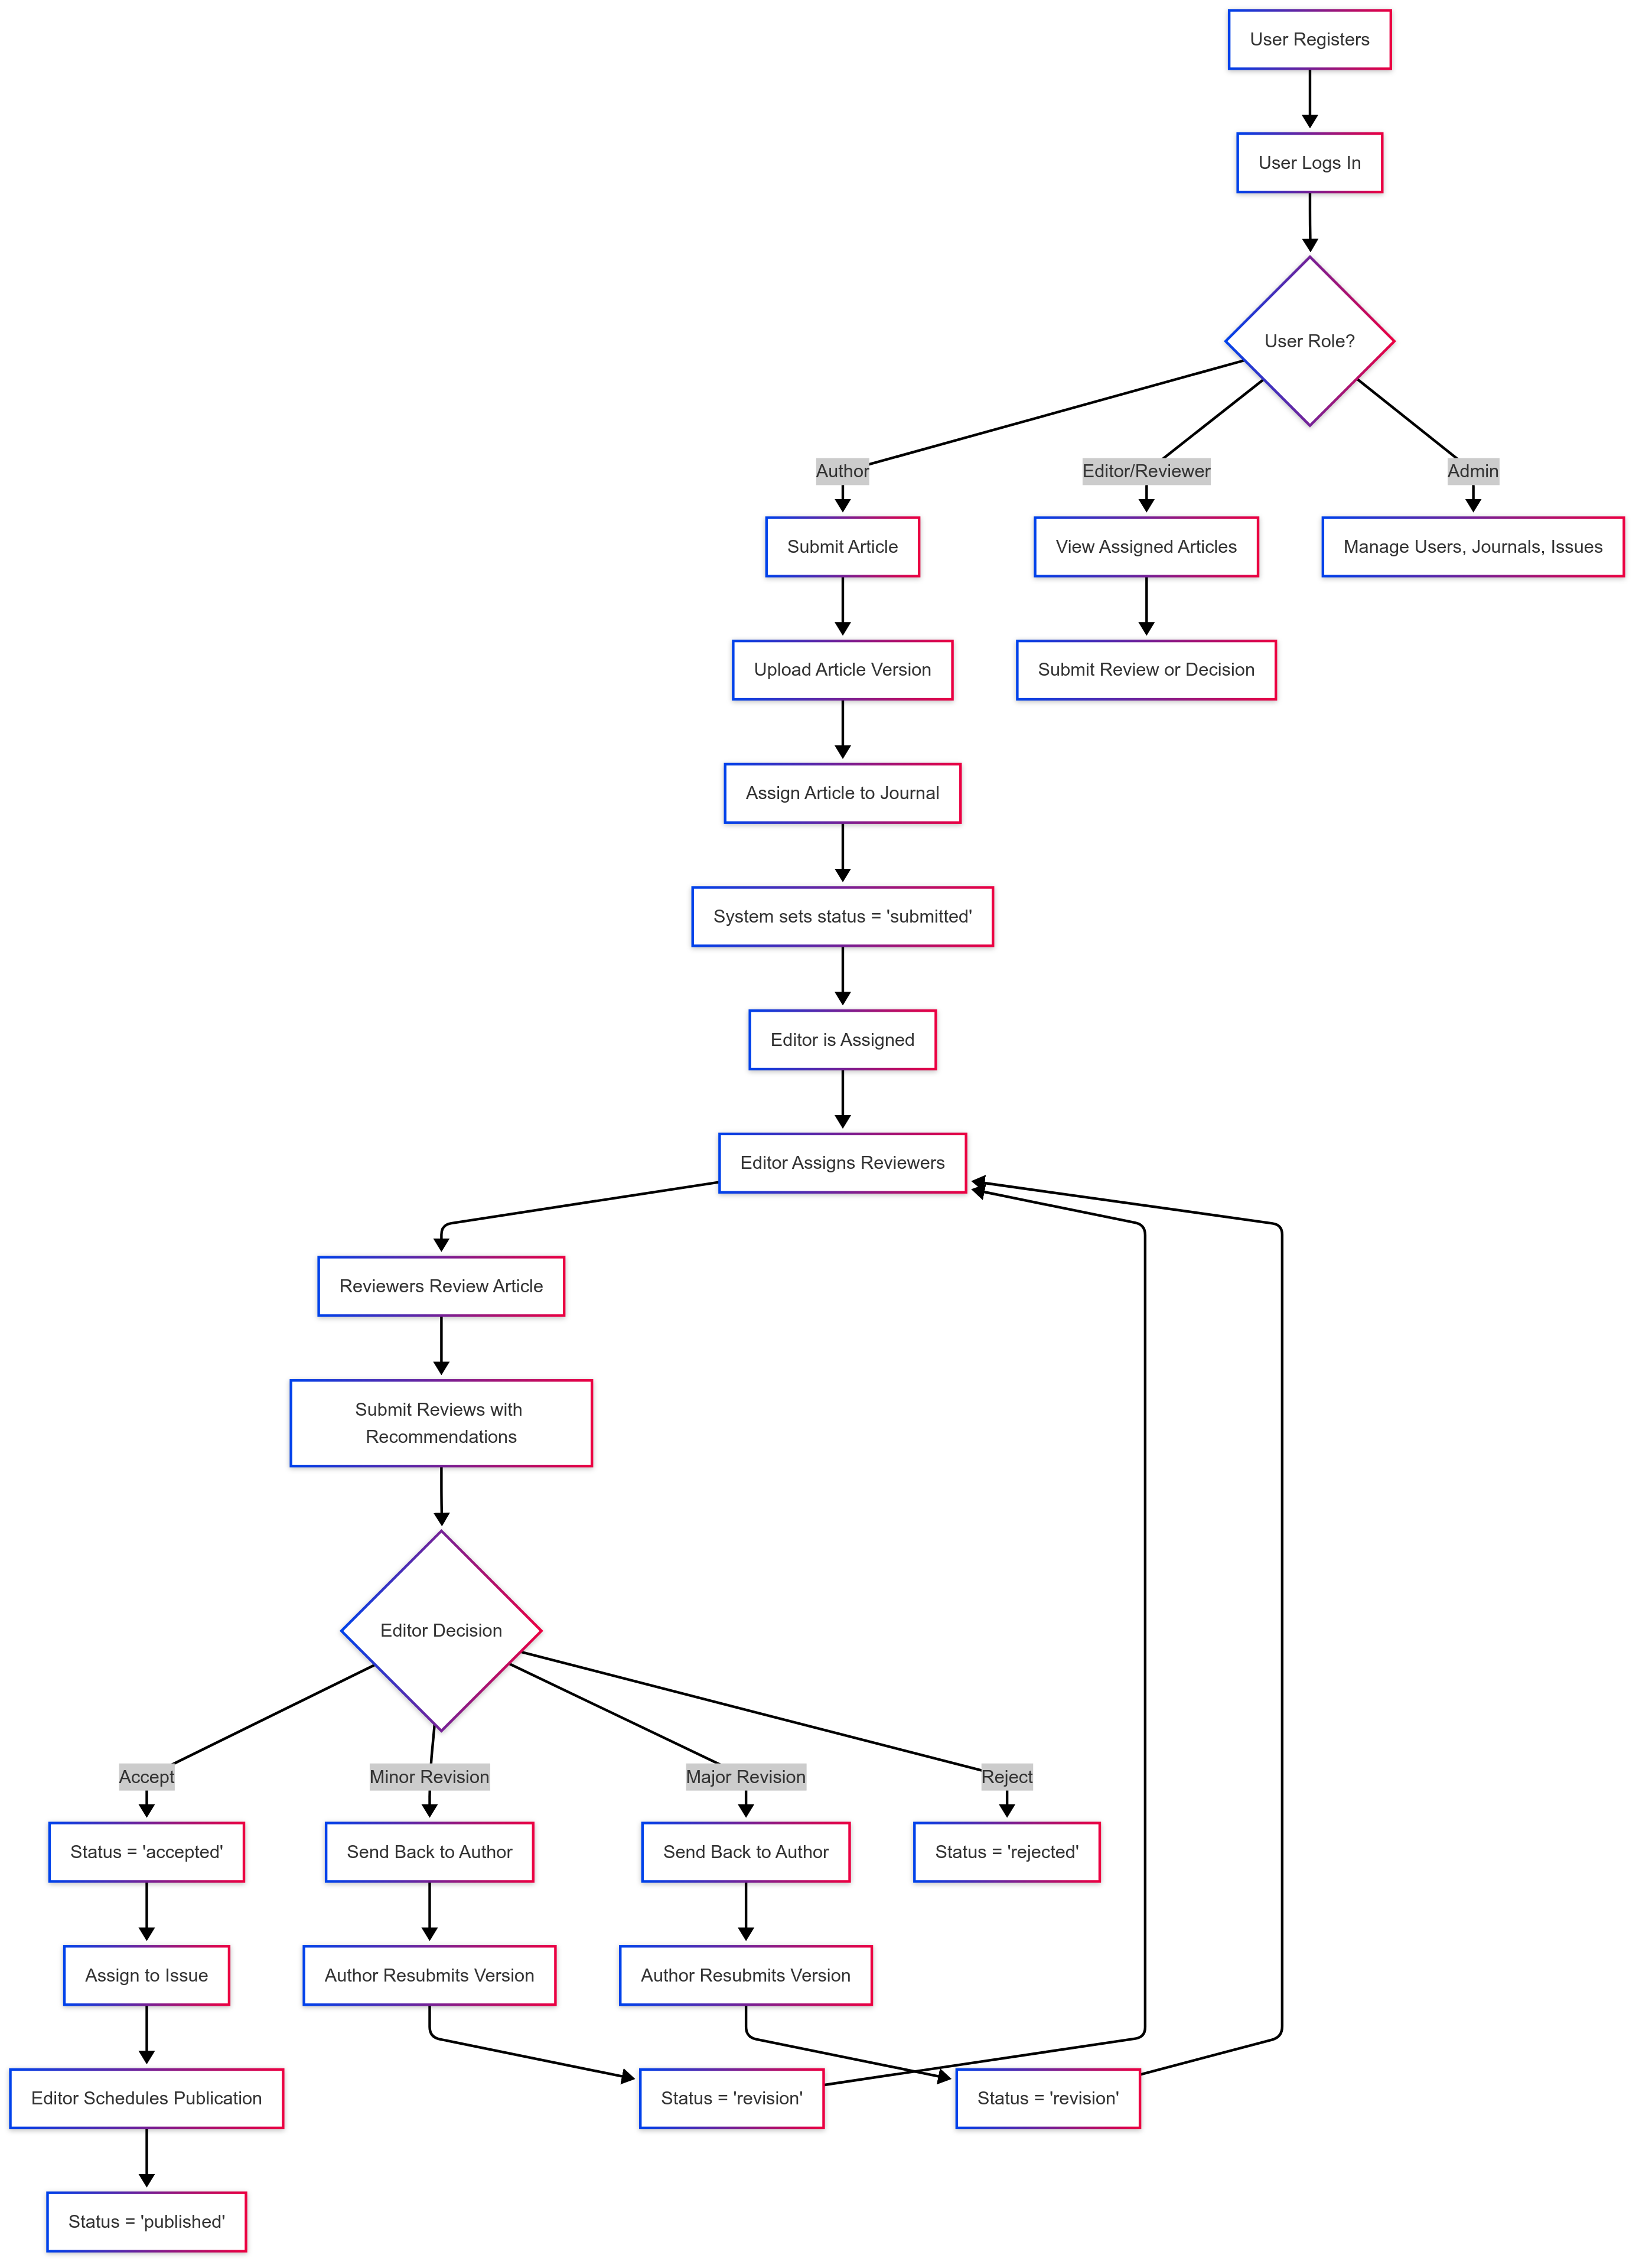 User Registers
User Logs In
User Role?
Author
Editor/Reviewer
Admin
Submit Article
View Assigned Articles
Manage Users, Journals, Issues
Upload Article Version
Submit Review or Decision
Assign Article to Journal
System sets status = 'submitted'
Editor is Assigned
Editor Assigns Reviewers
Reviewers Review Article
Submit Reviews with
Recommendations
Editor Decision
Accept
Minor Revision
Major Revision
Reject
Status = 'accepted'
Send Back to Author
Send Back to Author
Status = 'rejected'
Assign to Issue
Author Resubmits Version
Author Resubmits Version
Editor Schedules Publication
Status = 'revision'
Status = 'revision'
Status = 'published'